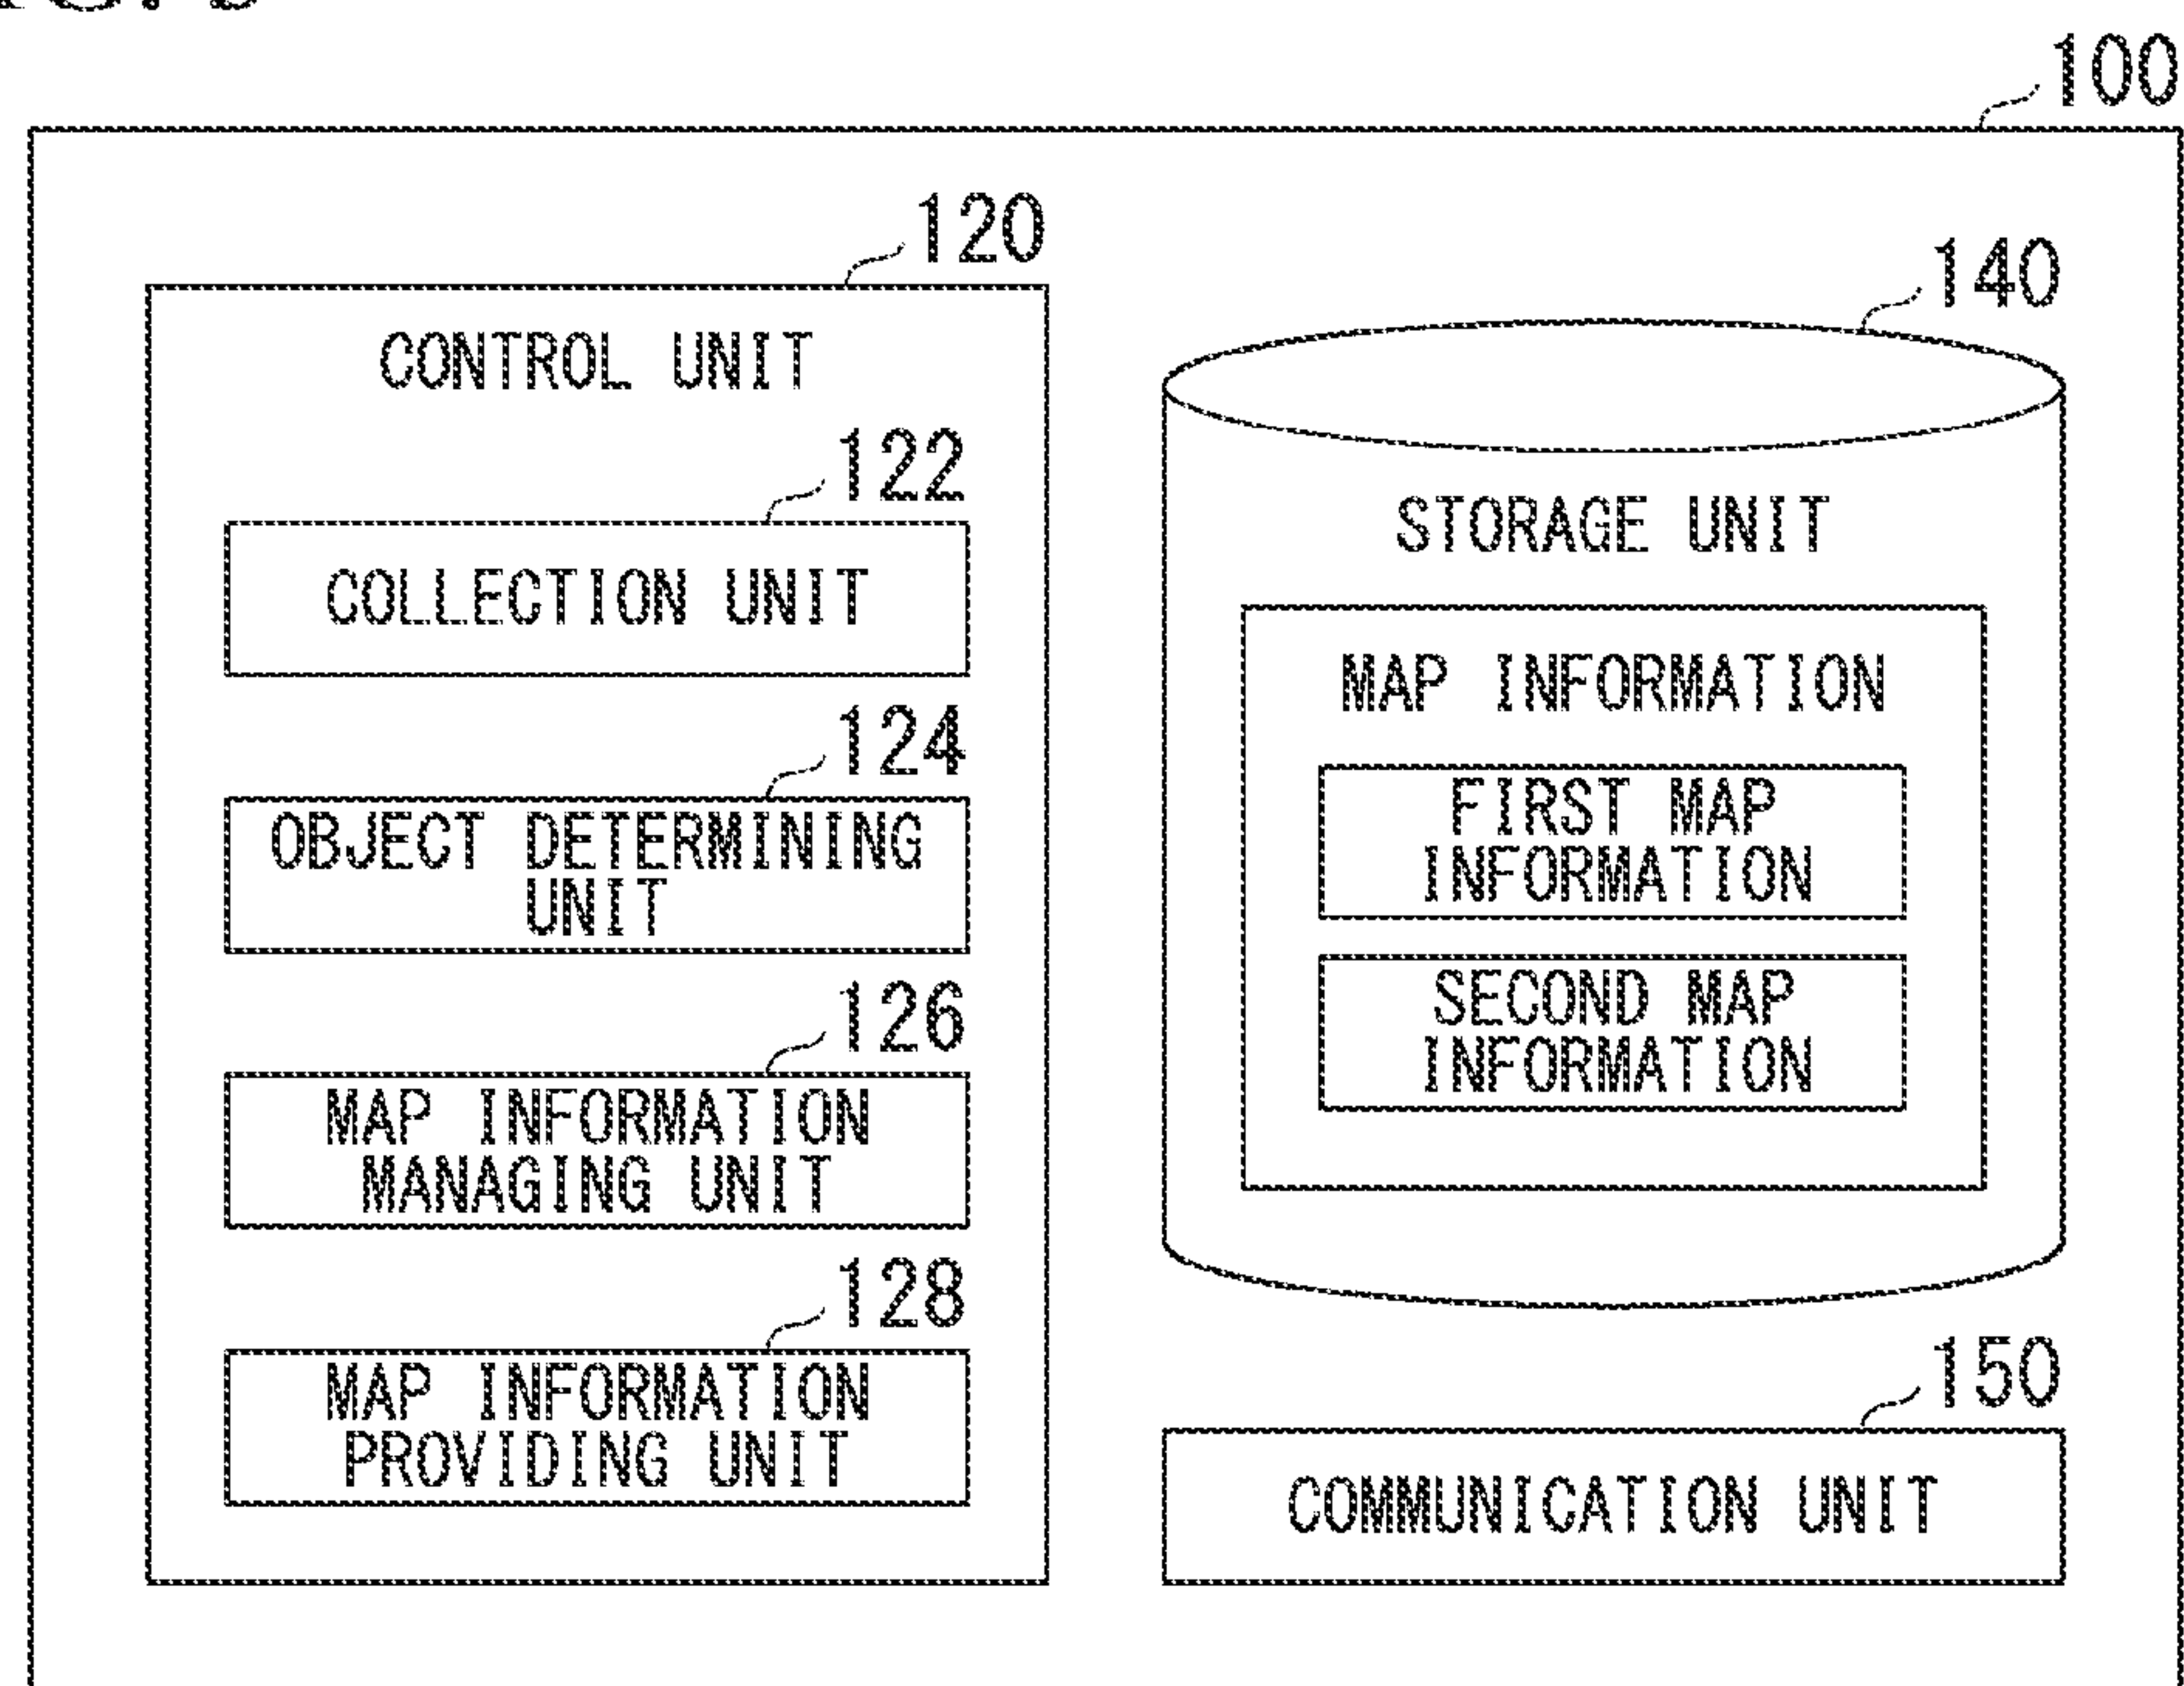 100
120
CONTROL UNIT
122
COLLECTION UNIT
124
OBJECT DETERMINING
UNIT
126
MAP INFORMATION
MANAGING UNIT
128
MAP INFORMATION
PROVIDING UNIT
140
STORAGE UNIT
MAP INFORMATION
FIRST MAP
INFORMATION
SECOND MAP
INFORMATION
150
COMMUNICATION UNIT